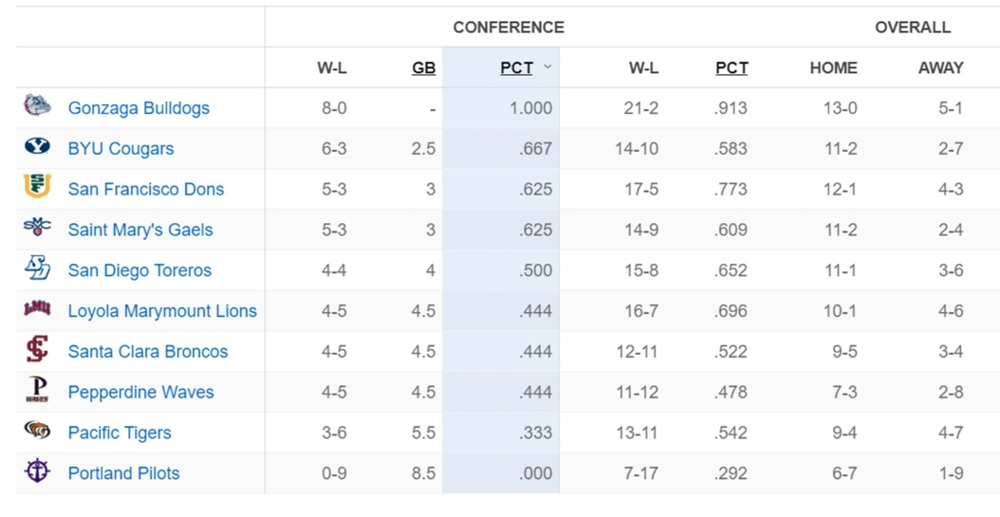 CONFERENCE OVERALL
W-L GB PCT W-L PCT HOME AWAY
Gonzaga Bulldogs 8-0 - 1.000 21-2 .913 13-0 5-1
BYU Cougars 6-3 2.5 .667 14-10 .583 11-2 2-7
San Francisco Dons 5-3 3 .625 17-5 .773 12-1 4-3
Saint Mary's Gaels 5-3 3 .625 14-9 .609 11-2 2-4
San Diego Toreros 4-4 4 .500 15-8 .652 11-1 3-6
LMU Loyola Marymount Lions 4-5 4.5 .444 16-7 .696 10-1 4-6
Santa Clara Broncos 4-5 4.5 .444 12-11 .522 9-5 3-4
P WAVES Pepperdine Waves 4-5 4.5 .444 11-12 .478 7-3 2-8
Pacific Tigers 3-6 5.5 .333 13-11 .542 9-4 4-7
Portland Pilots 0-9 8.5 .000 7-17 .292 6-7 1-9